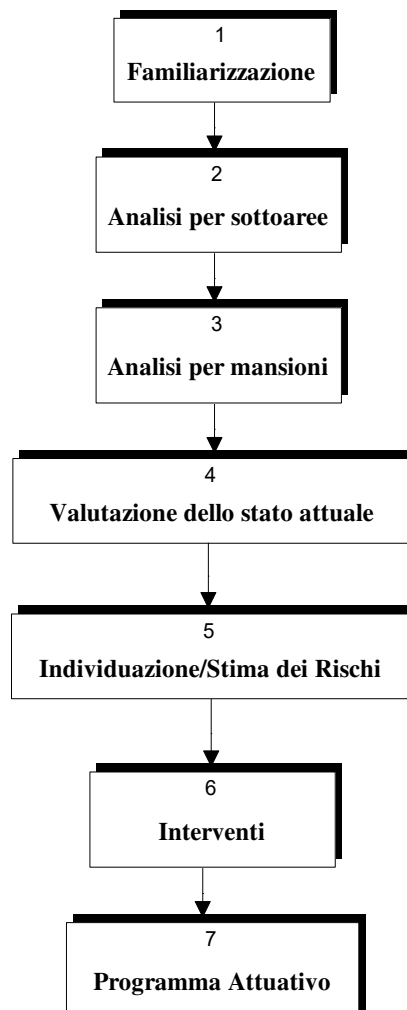 1
Familiarizzazione
2
Analisi per sottoaree
3
Analisi per mansioni
4
Valutazione dello stato attuale
5
Individuazione/Stima dei Rischi
6
Interventi
7
Programma Attuativo